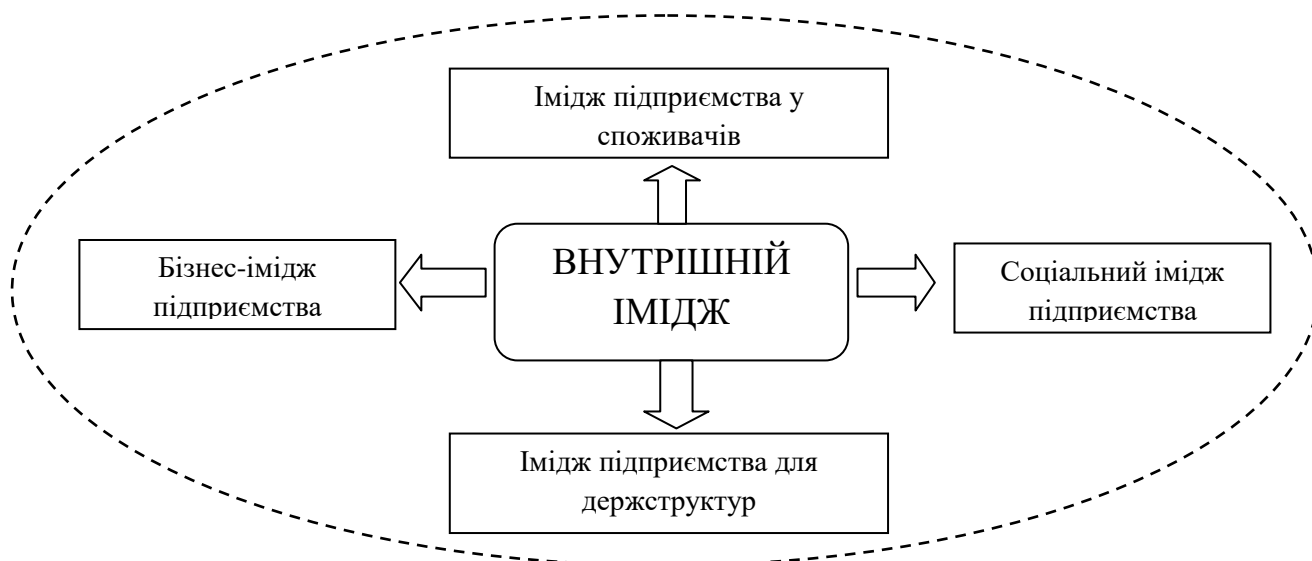 Імідж підприємства у
споживачів
Бізнес-імідж
підприємства
ВНУТРІШНІЙ
ІМІДЖ
Соціальний імідж
підприємства
Імідж підприємства для
держструктур